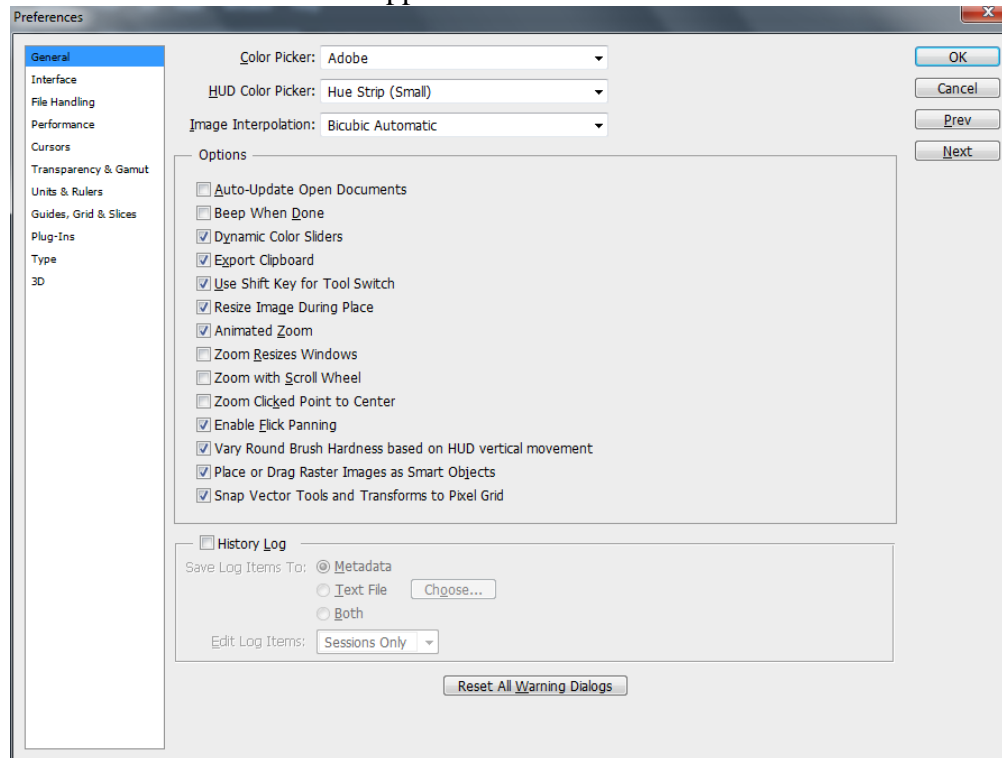 Preferences
General
Interface
File Handling
Performance
Cursors
Transparency & Gamut
Units & Rulers
Guides, Grid & Slices
Plug-Ins
Type
3D
Color Picker: Adobe
HUD Color Picker: Hue Strip (Small)
Image Interpolation: Bicubic Automatic
Options
Auto-Update Open Documents
Beep When Done
Dynamic Color Sliders
Export Clipboard
Use Shift Key for Tool Switch
Resize Image During Place
Animated Zoom
Zoom Resizes Windows
Zoom with Scroll Wheel
Zoom Clicked Point to Center
Enable Flick Panning
Vary Round Brush Hardness based on HUD vertical movement
Place or Drag Raster Images as Smart Objects
Snap Vector Tools and Transforms to Pixel Grid
History Log
Save Log Items To: Metadata
Text File Choose...
Both
Edit Log Items: Sessions Only
Reset All Warning Dialogs
OK
Cancel
Prev
Next